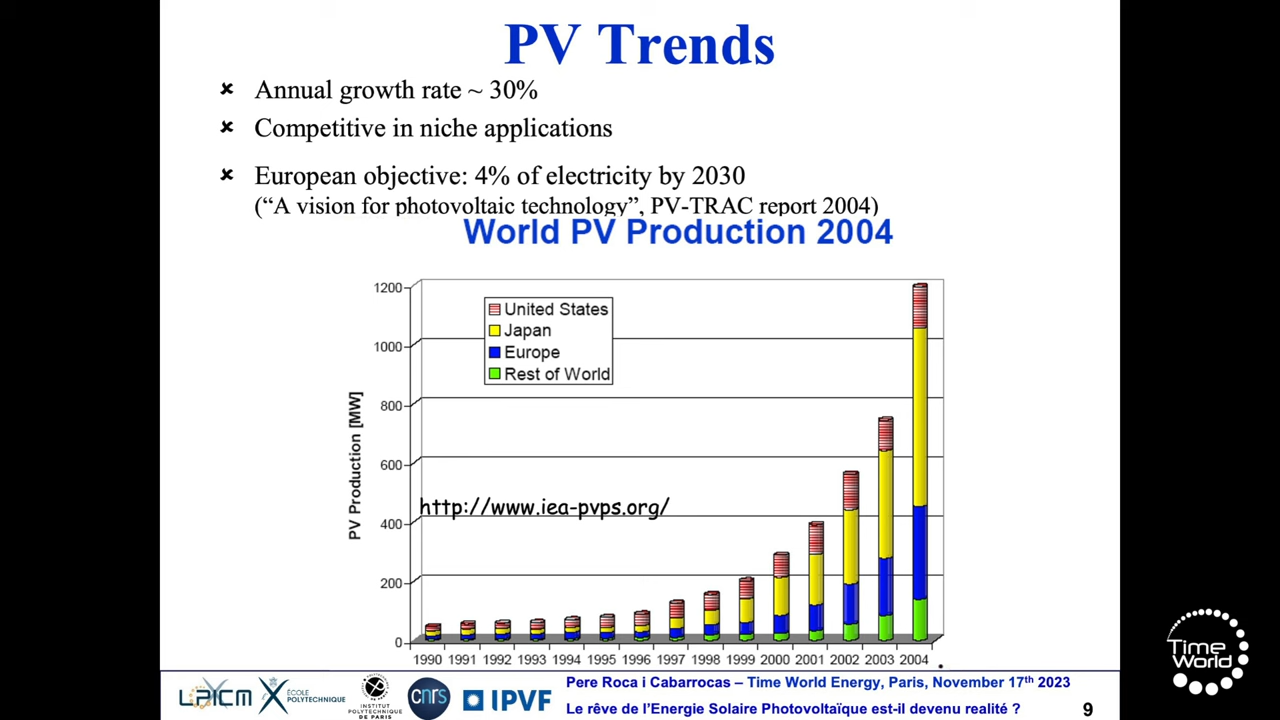 PV Trends
× Annual growth rate ~ 30%
× Competitive in niche applications
× European objective: 4% of electricity by 2030
(“A vision for photovoltaic technology”, PV-TRAC report 2004)
World PV Production 2004
PV Production [MW]
1200
1000
800
600
400
200
0
United States
Japan
Europe
Rest of World
http://www.iea-pvps.org/
1990 1991 1992 1993 1994 1995 1996 1997 1998 1999 2000 2001 2002 2003 2004
LPICM
ÉCOLE
POLYTECHNIQUE
INSTITUT
POLYTECHNIQUE
DE PARIS
cnrs
IPVF
Pere Roca i Cabarrocas – Time World Energy, Paris, November 17th 2023
Le rêve de l’Energie Solaire Photovoltaïque est-il devenu realité ?
9
Time
World